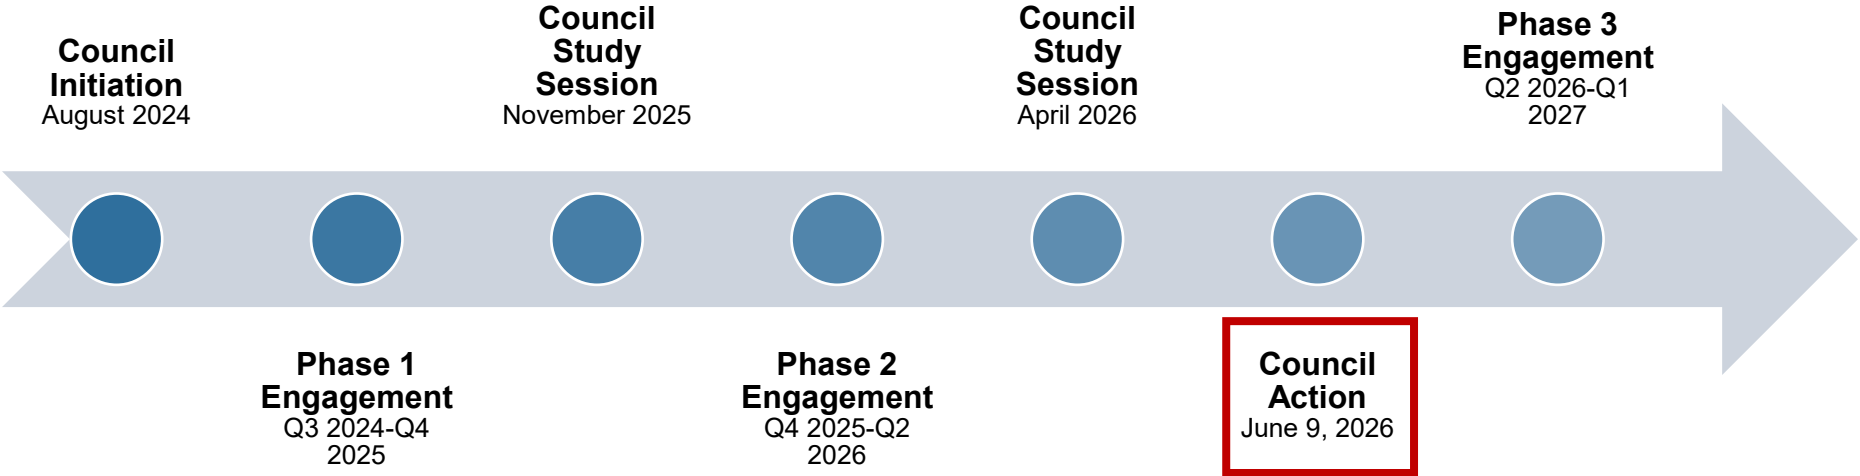 Council
Initiation
August 2024
Phase 1
Engagement
Q3 2024-Q4
2025
Council
Study
Session
November 2025
Phase 2
Engagement
Q4 2025-Q2
2026
Council
Study
Session
April 2026
Council
Action
June 9, 2026
Phase 3
Engagement
Q2 2026-Q1
2027